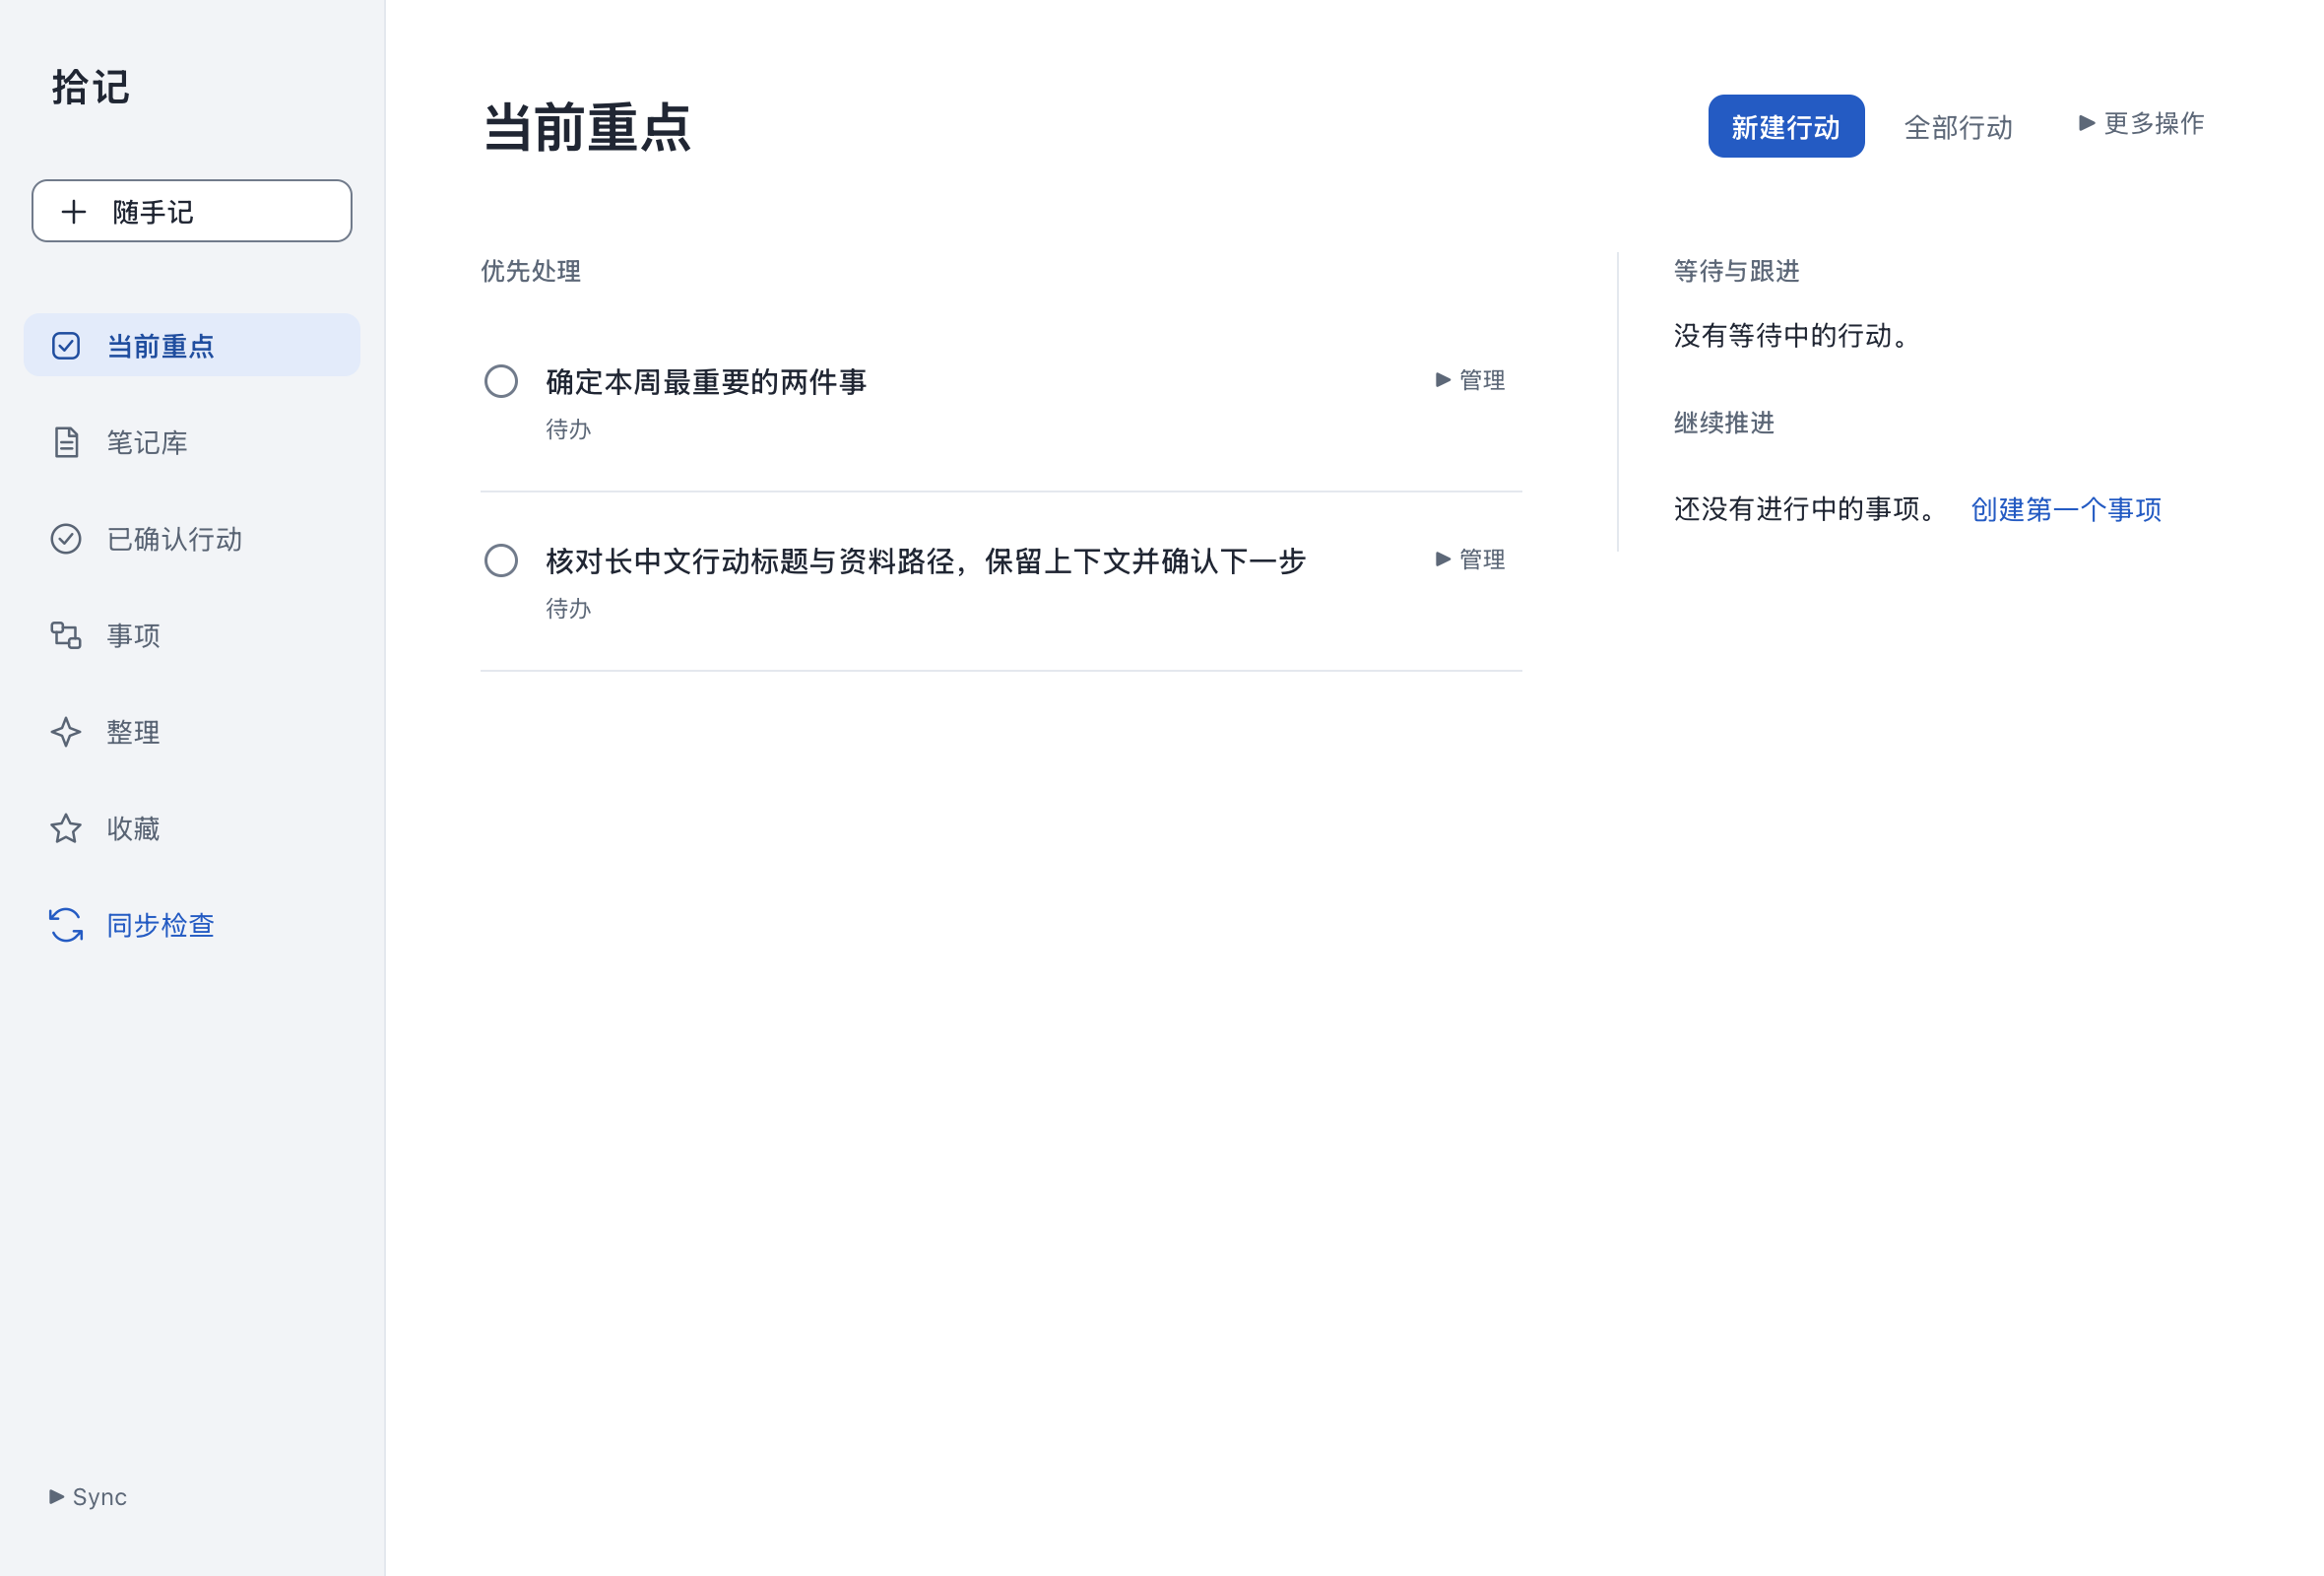 拾记
随手记
当前重点
笔记库
已确认行动
事项
整理
收藏
同步检查
Sync
当前重点
新建行动
全部行动
更多操作
优先处理
确定本周最重要的两件事
管理
待办
核对长中文行动标题与资料路径，保留上下文并确认下一步
管理
待办
等待与跟进
没有等待中的行动。
继续推进
还没有进行中的事项。 创建第一个事项